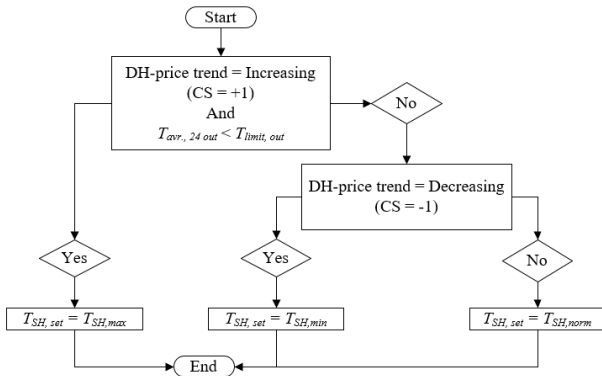 Start
DH-price trend = Increasing
(CS = +1)
And
T_avr., 24 out < T_limit, out
No
DH-price trend = Decreasing
(CS = -1)
Yes
Yes
No
T_SH, set = T_SH,max
T_SH, set = T_SH,min
T_SH, set = T_SH,norm
End